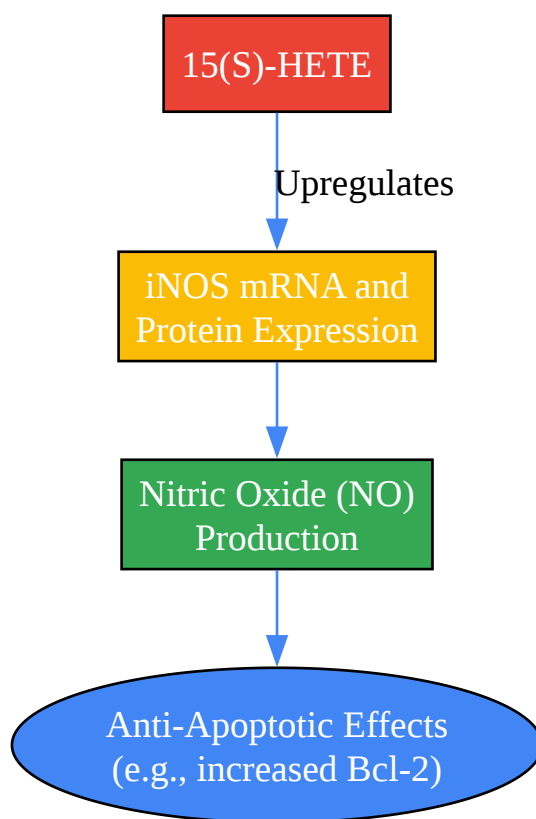 15(S)-HETE
Upregulates
iNOS mRNA and
Protein Expression
Nitric Oxide (NO)
Production
Anti-Apoptotic Effects
(e.g., increased Bcl-2)